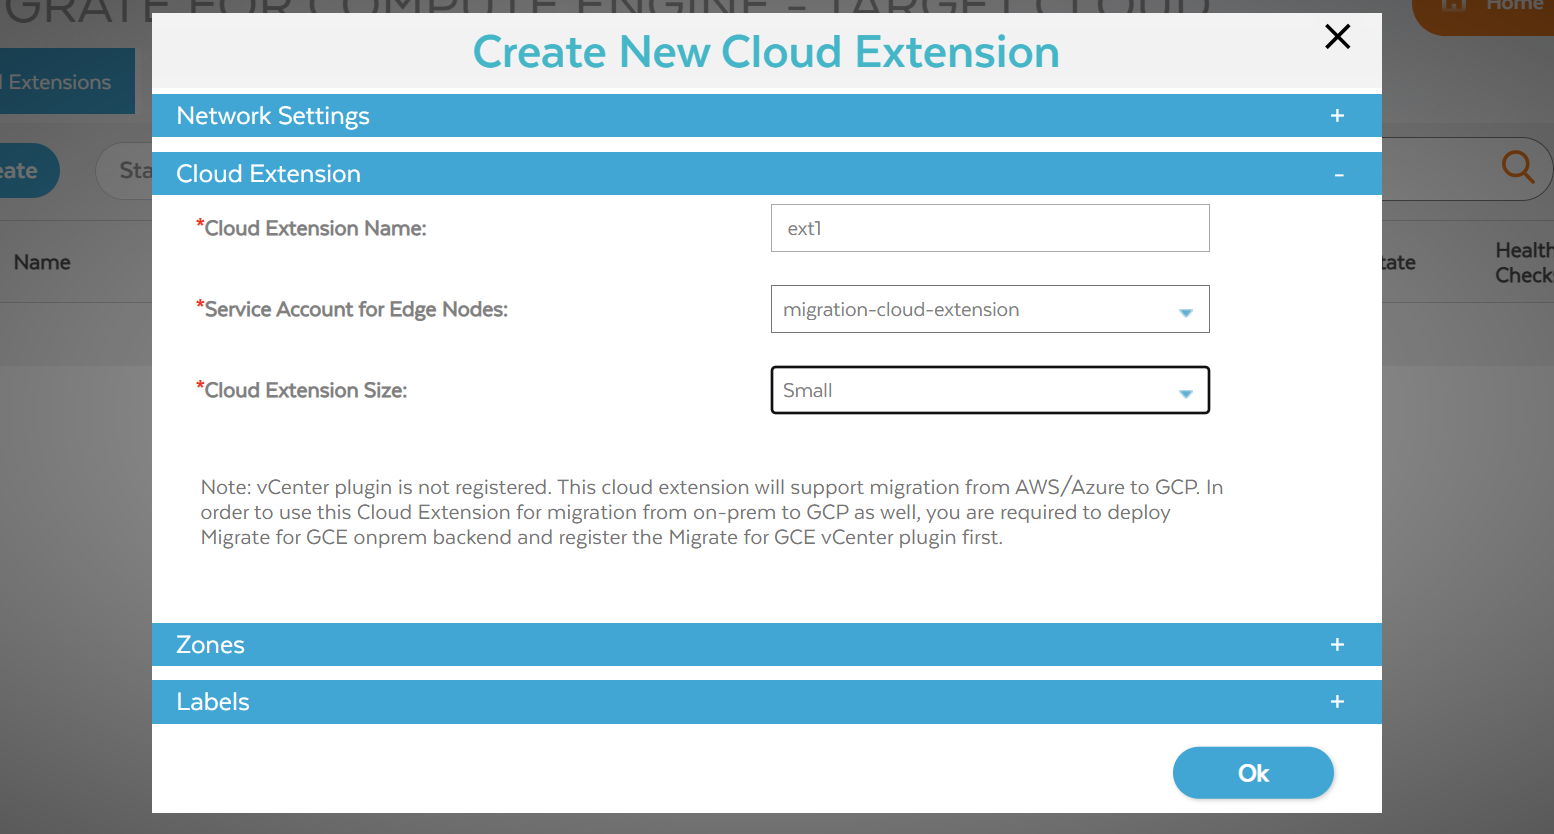 GRATE FOR COMPUTE ENGINE - TARGET CLOUD
Home
Create New Cloud Extension
Extensions
Network Settings
+
Cloud Extension
-
eate
Sta
*Cloud Extension Name:
ext1
Name
tate
Health
Check
*Service Account for Edge Nodes:
migration-cloud-extension
*Cloud Extension Size:
Small
Note: vCenter plugin is not registered. This cloud extension will support migration from AWS/Azure to GCP. In
order to use this Cloud Extension for migration from on-prem to GCP as well, you are required to deploy
Migrate for GCE onprem backend and register the Migrate for GCE vCenter plugin first.
Zones
+
Labels
+
Ok